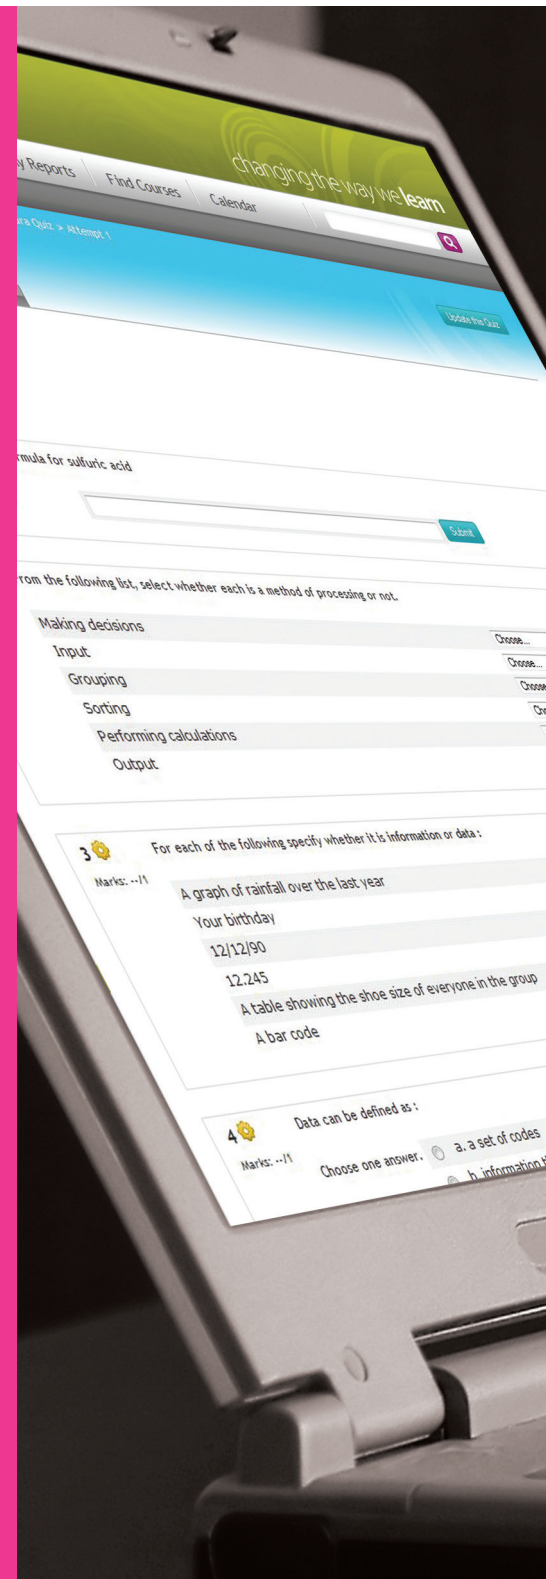 changing the way we learn
y Reports Find Courses Calendar
ura Quiz > Attempt 1
Update this Quiz
rmula for sulfuric acid
Submit
rom the following list, select whether each is a method of processing or not.
Making decisions Choose...
Input Choose...
Grouping Choose
Sorting Cho
Performing calculations
Output
3 For each of the following specify whether it is information or data :
Marks: --/1
A graph of rainfall over the last year
Your birthday
12/12/90
12.245
A table showing the shoe size of everyone in the group
A bar code
4 Data can be defined as :
Marks: --/1 Choose one answer. a. a set of codes
b. information